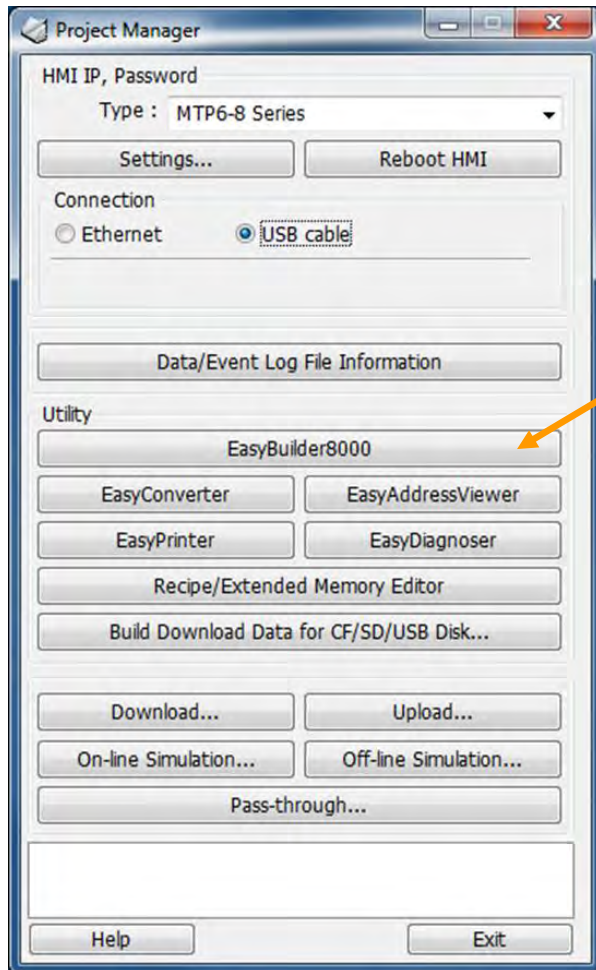 Project Manager
HMI IP, Password
Type : MTP6-8 Series
Settings... Reboot HMI
Connection
Ethernet USB cable
Data/Event Log File Information
Utility
EasyBuilder8000
EasyConverter EasyAddressViewer
EasyPrinter EasyDiagnoser
Recipe/Extended Memory Editor
Build Download Data for CF/SD/USB Disk...
Download... Upload...
On-line Simulation... Off-line Simulation...
Pass-through...
Help Exit